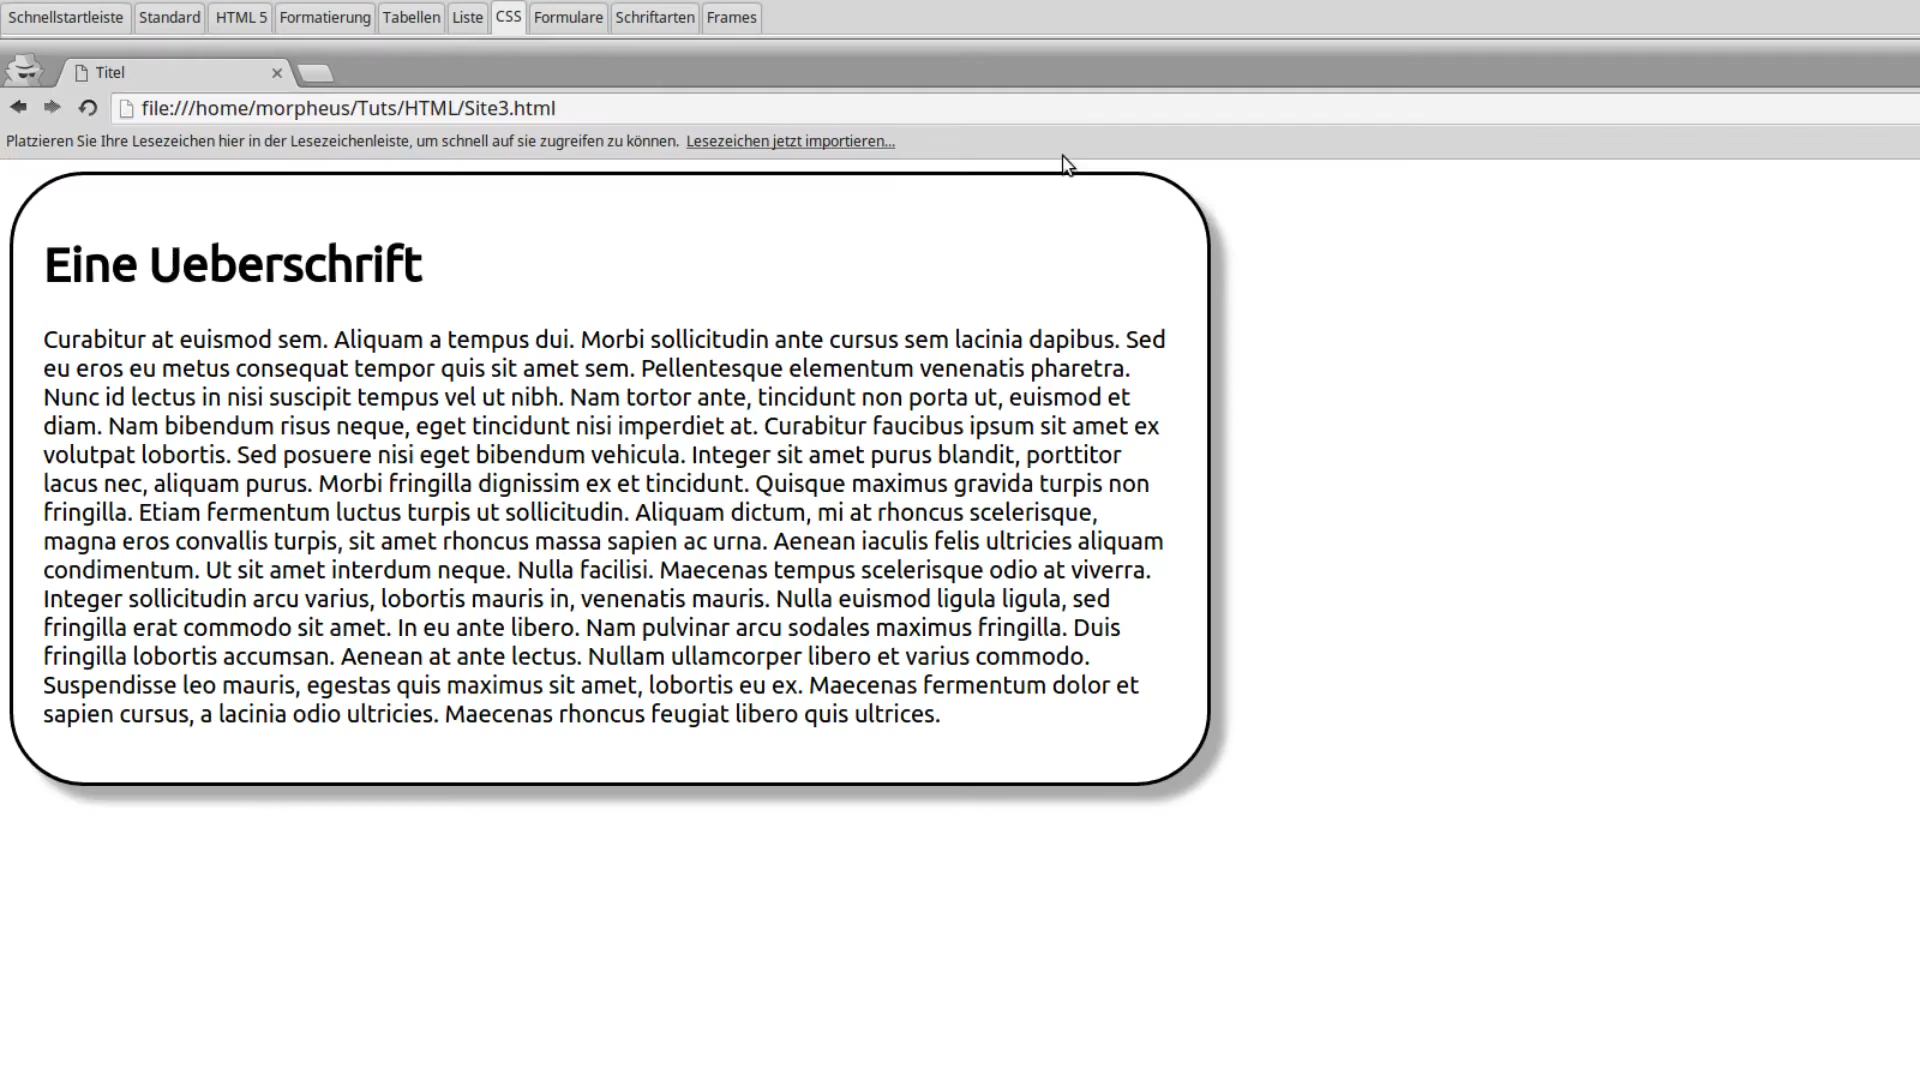 Schnellstartleiste Standard HTML 5 Formatierung Tabellen Liste CSS Formulare Schriftarten Frames
Titel
file:///home/morpheus/Tuts/HTML/Site3.html
Platzieren Sie Ihre Lesezeichen hier in der Lesezeichenleiste, um schnell auf sie zugreifen zu können. Lesezeichen jetzt importieren...
Eine Ueberschrift
Curabitur at euismod sem. Aliquam a tempus dui. Morbi sollicitudin ante cursus sem lacinia dapibus. Sed
eu eros eu metus consequat tempor quis sit amet sem. Pellentesque elementum venenatis pharetra.
Nunc id lectus in nisi suscipit tempus vel ut nibh. Nam tortor ante, tincidunt non porta ut, euismod et
diam. Nam bibendum risus neque, eget tincidunt nisi imperdiet at. Curabitur faucibus ipsum sit amet ex
volutpat lobortis. Sed posuere nisi eget bibendum vehicula. Integer sit amet purus blandit, porttitor
lacus nec, aliquam purus. Morbi fringilla dignissim ex et tincidunt. Quisque maximus gravida turpis non
fringilla. Etiam fermentum luctus turpis ut sollicitudin. Aliquam dictum, mi at rhoncus scelerisque,
magna eros convallis turpis, sit amet rhoncus massa sapien ac urna. Aenean iaculis felis ultricies aliquam
condimentum. Ut sit amet interdum neque. Nulla facilisi. Maecenas tempus scelerisque odio at viverra.
Integer sollicitudin arcu varius, lobortis mauris in, venenatis mauris. Nulla euismod ligula ligula, sed
fringilla erat commodo sit amet. In eu ante libero. Nam pulvinar arcu sodales maximus fringilla. Duis
fringilla lobortis accumsan. Aenean at ante lectus. Nullam ullamcorper libero et varius commodo.
Suspendisse leo mauris, egestas quis maximus sit amet, lobortis eu ex. Maecenas fermentum dolor et
sapien cursus, a lacinia odio ultricies. Maecenas rhoncus feugiat libero quis ultrices.